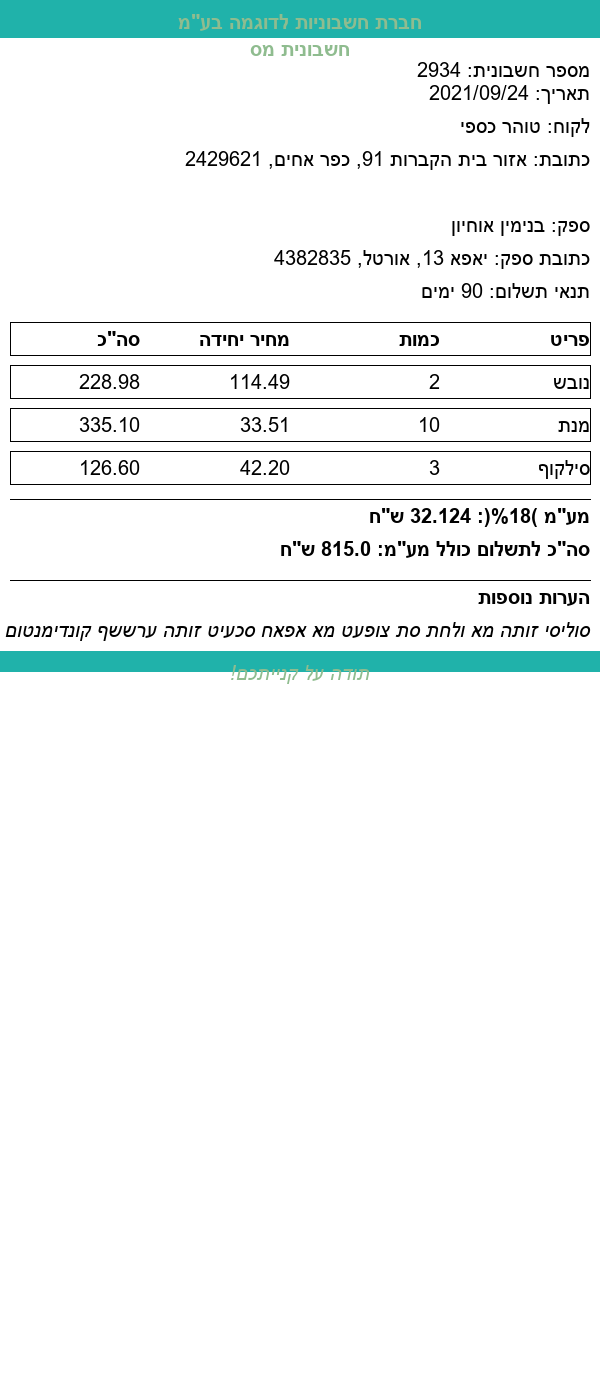 חברת חשבוניות לדוגמה בע"מ
חשבונית מס
מספר חשבונית: 2934
תאריך: 2021/09/24
לקוח: טוהר כספי
כתובת: אזור בית הקברות 91, כפר אחים, 2429621
ספק: בנימין אוחיון
כתובת ספק: יאפא 13, אורטל, 4382835
תנאי תשלום: 90 ימים
פריט כמות מחיר יחידה סה"כ
נובש 2 114.49 228.98
מנת 10 33.51 335.10
סילקוף 3 42.20 126.60
מע"מ )18%(: 32.124 ש"ח
סה"כ לתשלום כולל מע"מ: 815.0 ש"ח
הערות נוספות
סוליסי זותה מא ולחת סת צופעט מא אפאח סכעיט זותה ערששף קונדימנטום
תודה על קנייתכם!